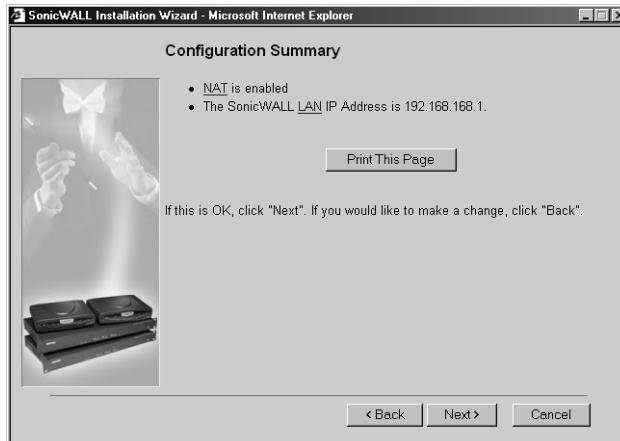 SonicWALL Installation Wizard - Microsoft Internet Explorer
Configuration Summary
• NAT is enabled
• The SonicWALL LAN IP Address is 192.168.168.1.
Print This Page
If this is OK, click "Next". If you would like to make a change, click "Back".
< Back
Next >
Cancel